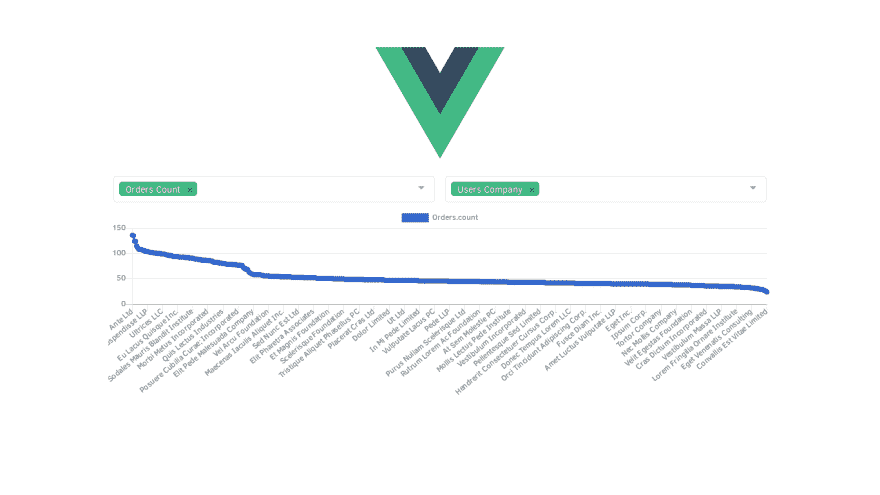 Orders Count ×
Users Company ×
Orders.count
150
100
50
0
Ante Ltd
uspendisse LLP
Ultrices LLC
Eu Lacus Quisque Inc.
Sodales Mauris Blandit Institute
Morbi Metus Incorporated
Quis Lectus Industries
Posuere Cubilia Curae; Incorporated
Elit Pede Malesuada Company
Vel Arcu Foundation
Maecenas Iaculis Aliquet Inc.
Sed Nunc Est Ltd
Elit Pharetra Associates
Et Magnis Foundation
Scelerisque Foundation
Tristique Aliquet Phasellus PC
Placerat Cras Ltd
Dolor Limited
Ut Ltd
In Mi Pede Limited
Vulputate Lacus PC
Pede LLP
Purus Nullam Scelerisque Ltd
Rutrum Lorem Ac Foundation
At Sem Molestie PC
Mollis Lectus Pede Institute
Vestibulum Incorporated
Pellentesque Sed Limited
Hendrerit Consectetuer Cursus Corp.
Donec Tempus Lorem LLC
Orci Tincidunt Adipiscing Corp.
Fusce Diam Inc.
Amet Luctus Vulputate LLP
Eget Inc.
Ipsum Corp.
Tortor Company
Nec Mollis Company
Velit Egestas Foundation
Cras Dictum Incorporated
Vestibulum Massa LLP
Lorem Fringilla Ornare Institute
Eget Venenatis Consulting
Convallis Est Vitae Limited